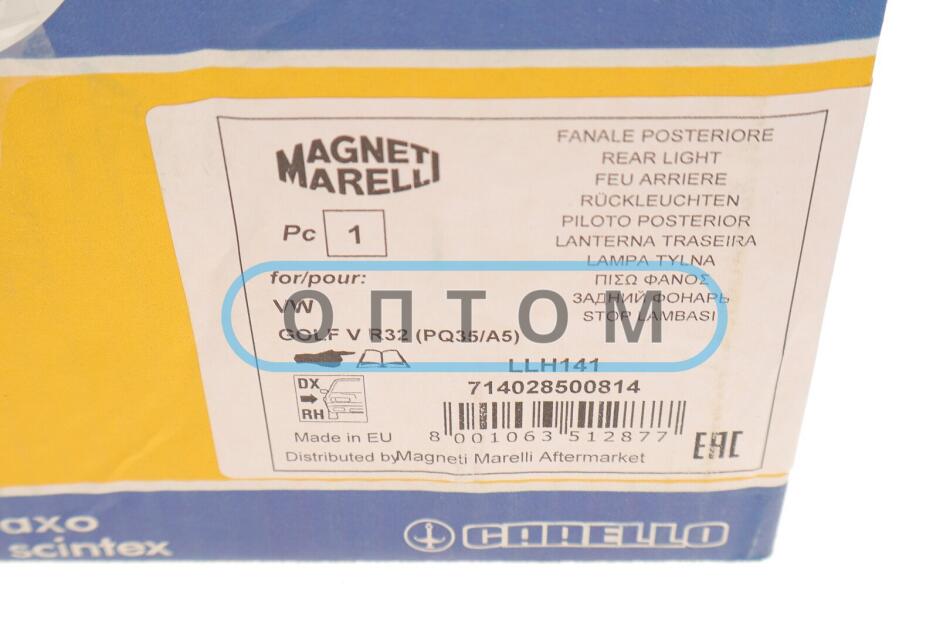 MAGNETI
MARELLI
Pc 1
for/pour:
VW
GOLF V R32 (PQ35/A5)
FANALE POSTERIORE
REAR LIGHT
FEU ARRIERE
RÜCKLEUCHTEN
PILOTO POSTERIOR
LANTERNA TRASEIRA
LAMPA TYLNA
ΠΙΣΩ ΦΑΝΟΣ
ЗАДНИЙ ФОНАРЬ
STOP LAMBASI
ОПТОМ
LLH141
714028500814
DX
RH
8 001063 512877
Made in EU
Distributed by Magneti Marelli Aftermarket
EAC
axo
scintex
CARELLO